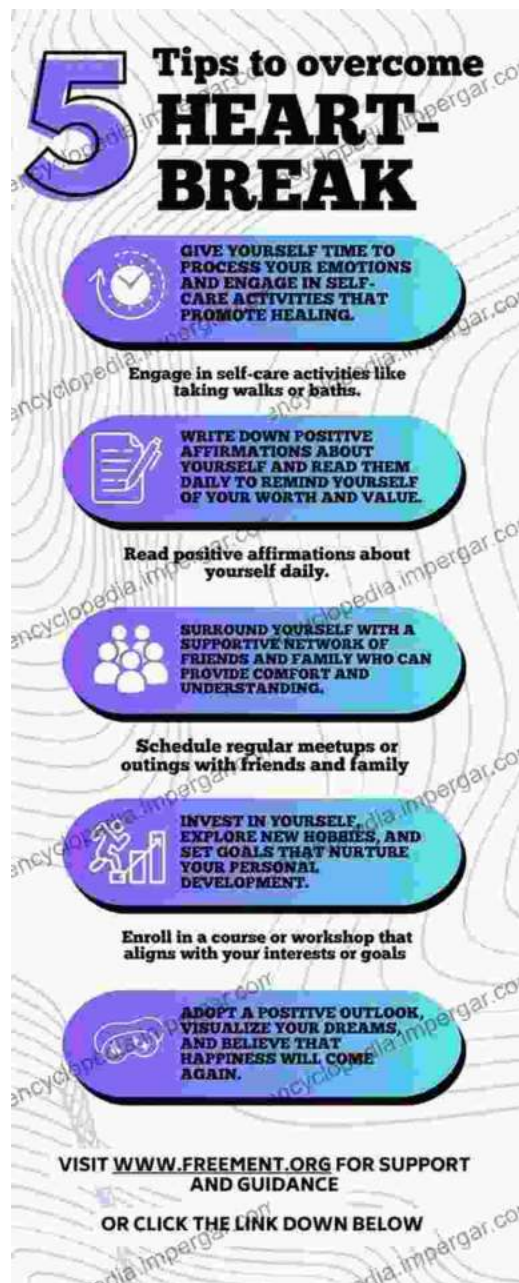 5
Tips to overcome
HEART-
BREAK
GIVE YOURSELF TIME TO
PROCESS YOUR EMOTIONS
AND ENGAGE IN SELF-
CARE ACTIVITIES THAT
PROMOTE HEALING.
Engage in self-care activities like
taking walks or baths.
WRITE DOWN POSITIVE
AFFIRMATIONS ABOUT
YOURSELF AND READ THEM
DAILY TO REMIND YOURSELF
OF YOUR WORTH AND VALUE.
Read positive affirmations about
yourself daily.
SURROUND YOURSELF WITH A
SUPPORTIVE NETWORK OF
FRIENDS AND FAMILY WHO CAN
PROVIDE COMFORT AND
UNDERSTANDING.
Schedule regular meetups or
outings with friends and family
INVEST IN YOURSELF,
EXPLORE NEW HOBBIES, AND
SET GOALS THAT NURTURE
YOUR PERSONAL
DEVELOPMENT.
Enroll in a course or workshop that
aligns with your interests or goals
ADOPT A POSITIVE OUTLOOK,
VISUALIZE YOUR DREAMS,
AND BELIEVE THAT
HAPPINESS WILL COME
AGAIN.
VISIT WWW.FREEMENT.ORG FOR SUPPORT
AND GUIDANCE
OR CLICK THE LINK DOWN BELOW
encyclopedia.impergar.com